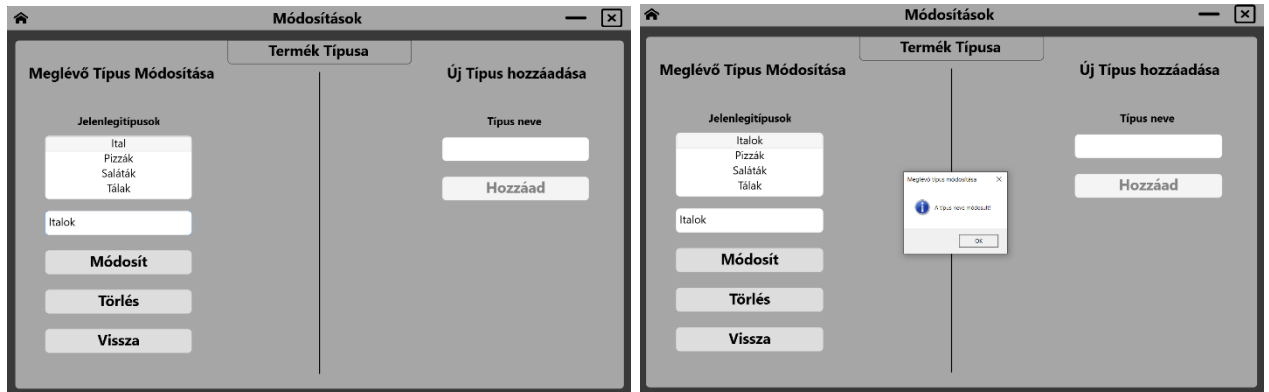 Módosítások
Termék Típusa
Meglévő Típus Módosítása
Új Típus hozzáadása
Jelenlegitípusok
Típus neve
Ital
Pizzák
Saláták
Tálak
Hozzáad
Italok
Módosít
Törlés
Vissza
Módosítások
Termék Típusa
Meglévő Típus Módosítása
Új Típus hozzáadása
Jelenlegitípusok
Típus neve
Italok
Pizzák
Saláták
Tálak
Hozzáad
Meglévő típus módosítása
A típus neve módosult!
OK
Italok
Módosít
Törlés
Vissza